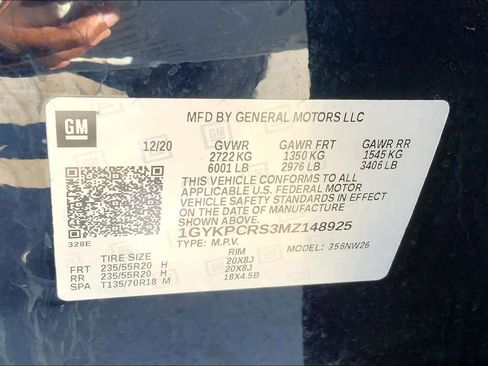 GM
MFD BY GENERAL MOTORS LLC
12/20 GVWR GAWR FRT GAWR RR
2722 KG 1350 KG 1545 KG
6001 LB 2976 LB 3406 LB
THIS VEHICLE CONFORMS TO ALL
APPLICABLE U.S. FEDERAL MOTOR
VEHICLE SAFETY STANDARDS IN EFFECT
ON THE DATE OF MANUFACTURE
SHOWN ABOVE.
1GYKPCRS3MZ148925
328E
TYPE: M.P.V. MODEL: 356NW26
TIRE SIZE RIM
FRT 235/55R20 H 20X8J
RR 235/55R20 H 20X8J
SPA T135/70R18 M 18X4.5B